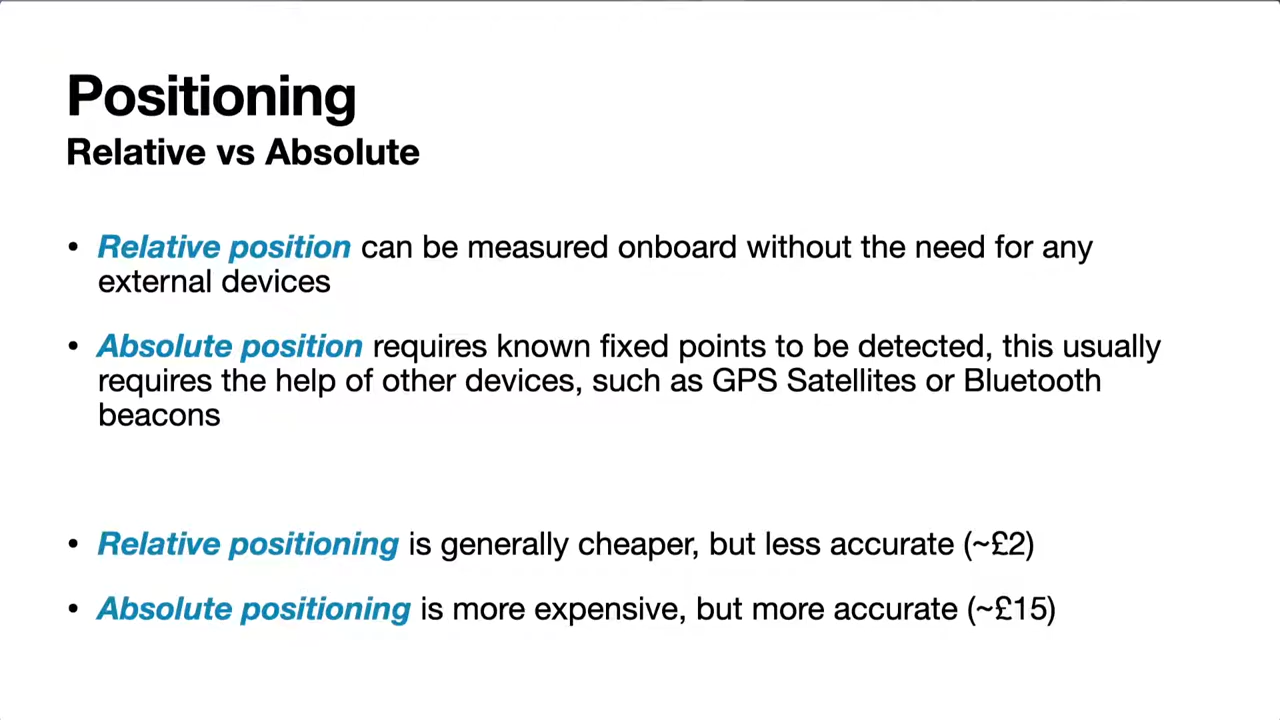 Positioning
Relative vs Absolute
• Relative position can be measured onboard without the need for any
external devices
• Absolute position requires known fixed points to be detected, this usually
requires the help of other devices, such as GPS Satellites or Bluetooth
beacons
• Relative positioning is generally cheaper, but less accurate (~£2)
• Absolute positioning is more expensive, but more accurate (~£15)